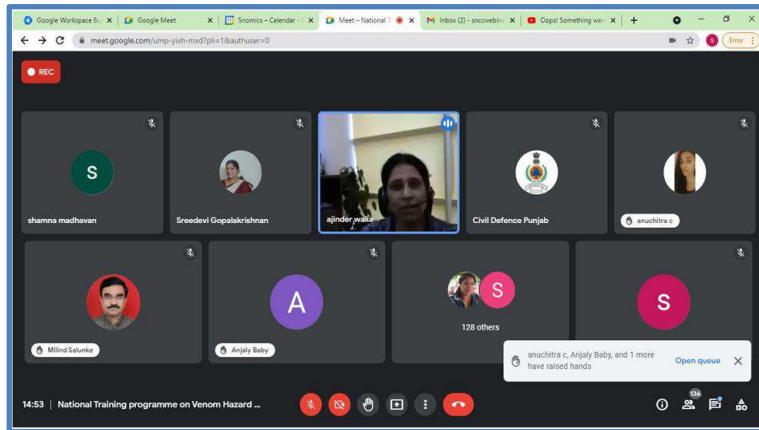 Google Workspace Bu
Google Meet
Snomics – Calendar -
Meet – National T
Inbox (2) - sncwebina
Oops! Something wen
meet.google.com/ump-yixh-mxd?pli=1&authuser=0
S
Error
REC
S
shamna madhavan
Sreedevi Gopalakrishnan
ajinder walia
Civil Defence Punjab
anuchitra c
Milind Salunke
A
Anjaly Baby
S
128 others
S
anuchitra c, Anjaly Baby, and 1 more
have raised hands
Open queue
14:53 | National Training programme on Venom Hazard ...
136